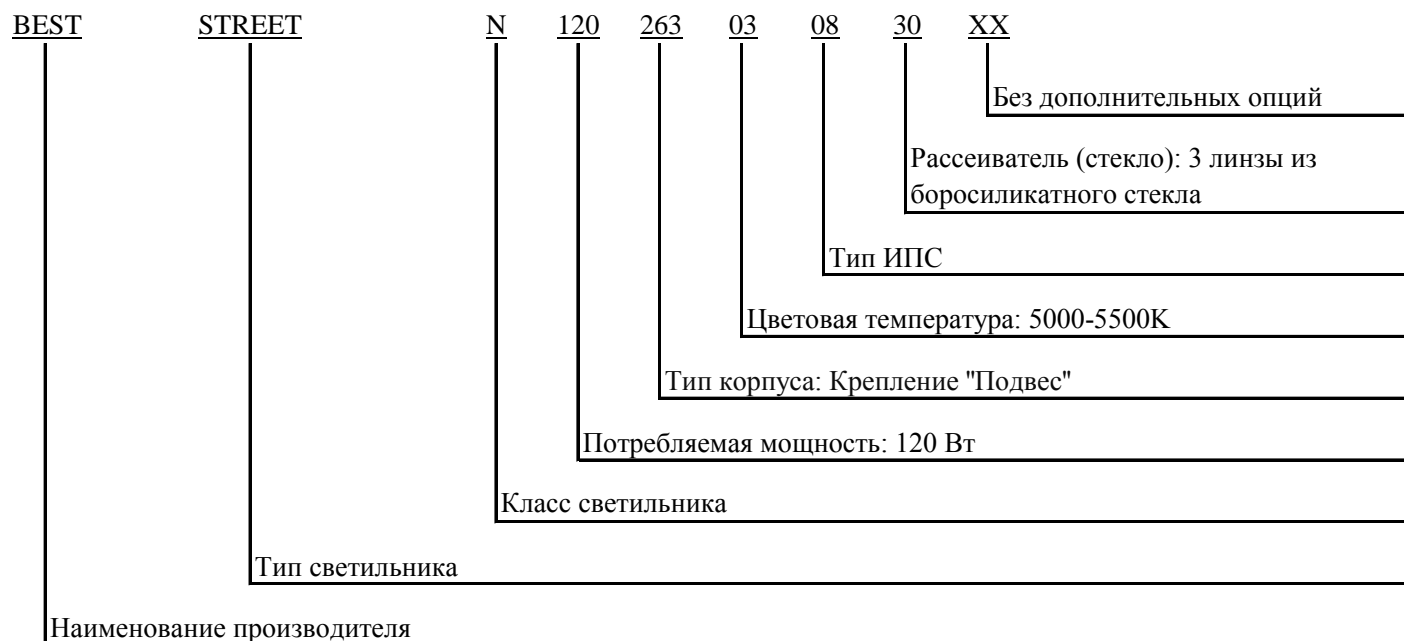 BEST STREET N 120 263 03 08 30 XX
Без дополнительных опций
Рассеиватель (стекло): 3 линзы из
боросиликатного стекла
Тип ИПС
Цветовая температура: 5000-5500K
Тип корпуса: Крепление "Подвес"
Потребляемая мощность: 120 Вт
Класс светильника
Тип светильника
Наименование производителя